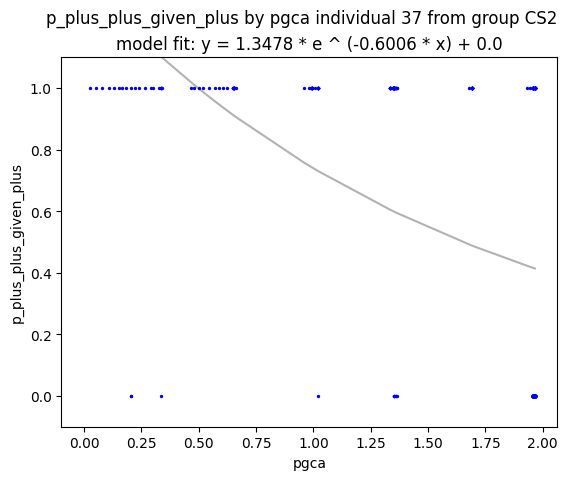 p_plus_plus_given_plus by pgca individual 37 from group CS2
model fit: y = 1.3478 * e ^ (-0.6006 * x) + 0.0
1.0
0.8
0.6
0.4
0.2
0.0
p_plus_plus_given_plus
0.00 0.25 0.50 0.75 1.00 1.25 1.50 1.75 2.00
pgca